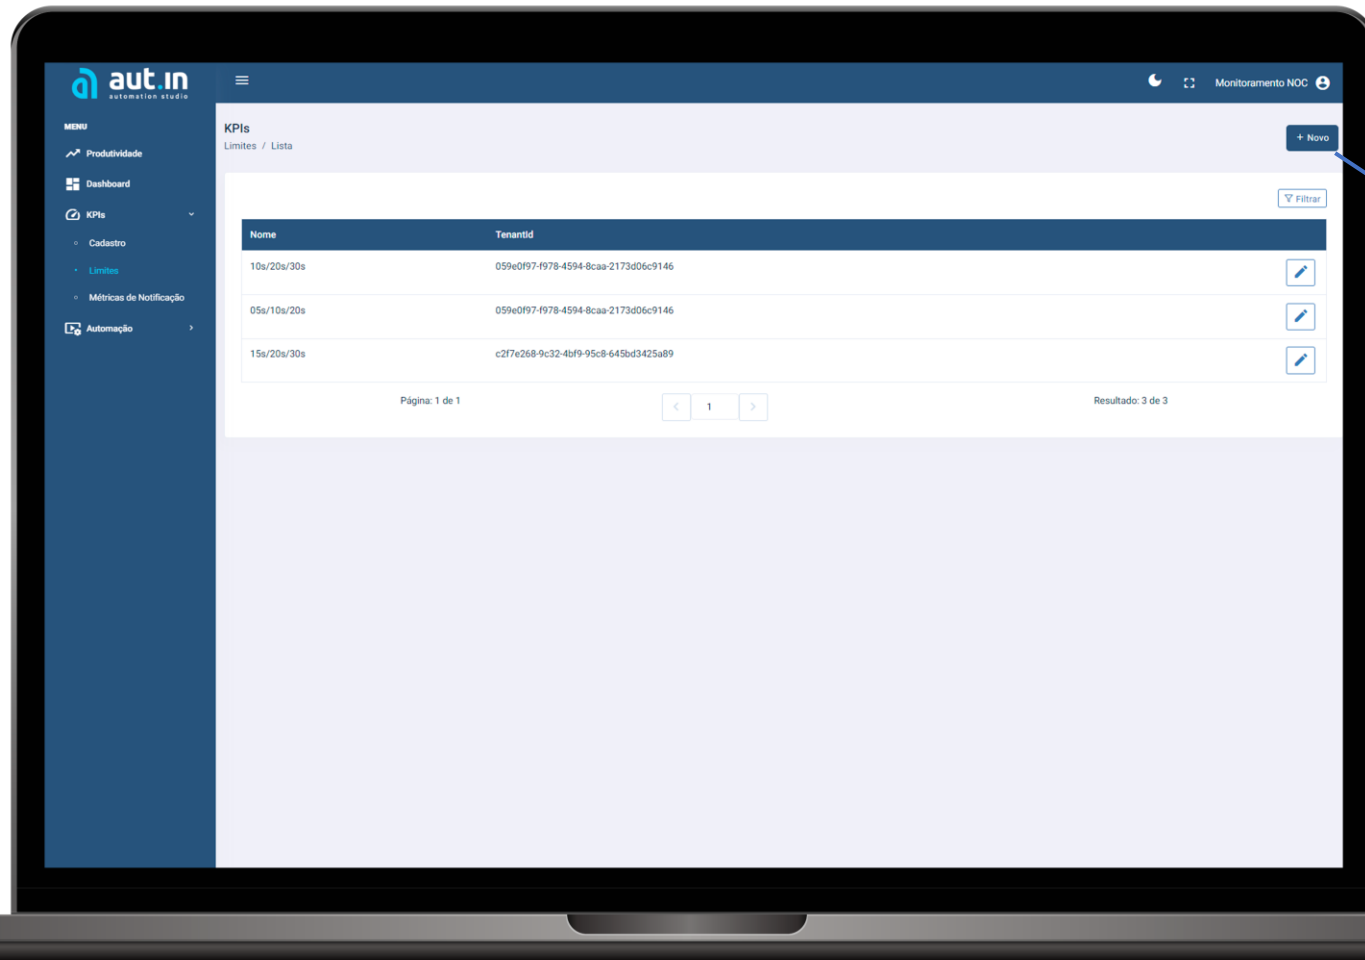 aut.ın
automation studio
MENU
Produtividade
Dashboard
KPIs
Cadastro
Limites
Métricas de Notificação
Automação
Monitoramento NOC
KPIs
Limites / Lista
+ Novo
Filtrar
Nome TenantId
10s/20s/30s 059e0f97-f978-4594-8caa-2173d06c9146
05s/10s/20s 059e0f97-f978-4594-8caa-2173d06c9146
15s/20s/30s c2f7e268-9c32-4bf9-95c8-645bd3425a89
Página: 1 de 1 < 1 > Resultado: 3 de 3